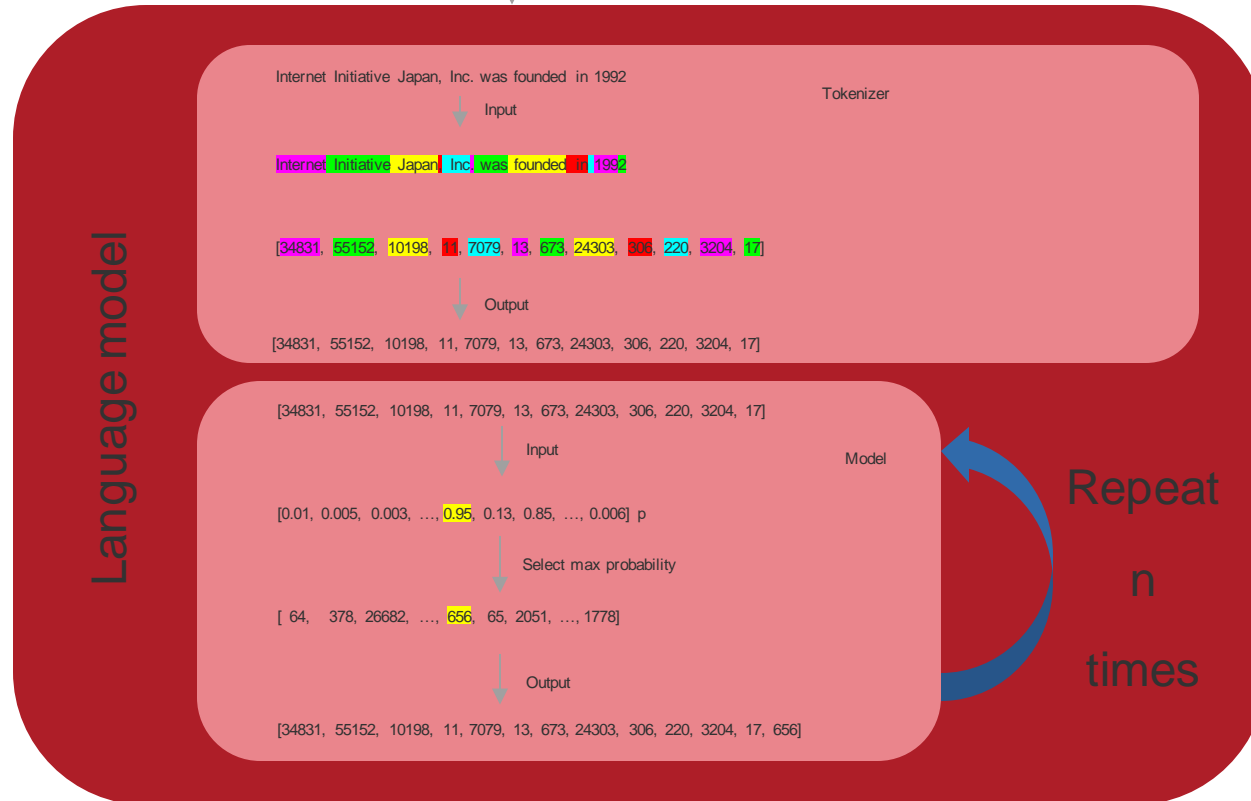 Language model
Internet Initiative Japan, Inc. was founded in 1992
Tokenizer
Input
Internet Initiative Japan, Inc. was founded in 1992
[34831, 55152, 10198, 11, 7079, 13, 673, 24303, 306, 220, 3204, 17]
Output
[34831, 55152, 10198, 11, 7079, 13, 673, 24303, 306, 220, 3204, 17]
[34831, 55152, 10198, 11, 7079, 13, 673, 24303, 306, 220, 3204, 17]
Input
Model
[0.01, 0.005, 0.003, …, 0.95, 0.13, 0.85, …, 0.006] p
Select max probability
[ 64, 378, 26682, …, 656, 65, 2051, …, 1778]
Output
[34831, 55152, 10198, 11, 7079, 13, 673, 24303, 306, 220, 3204, 17, 656]
Repeat
n
times